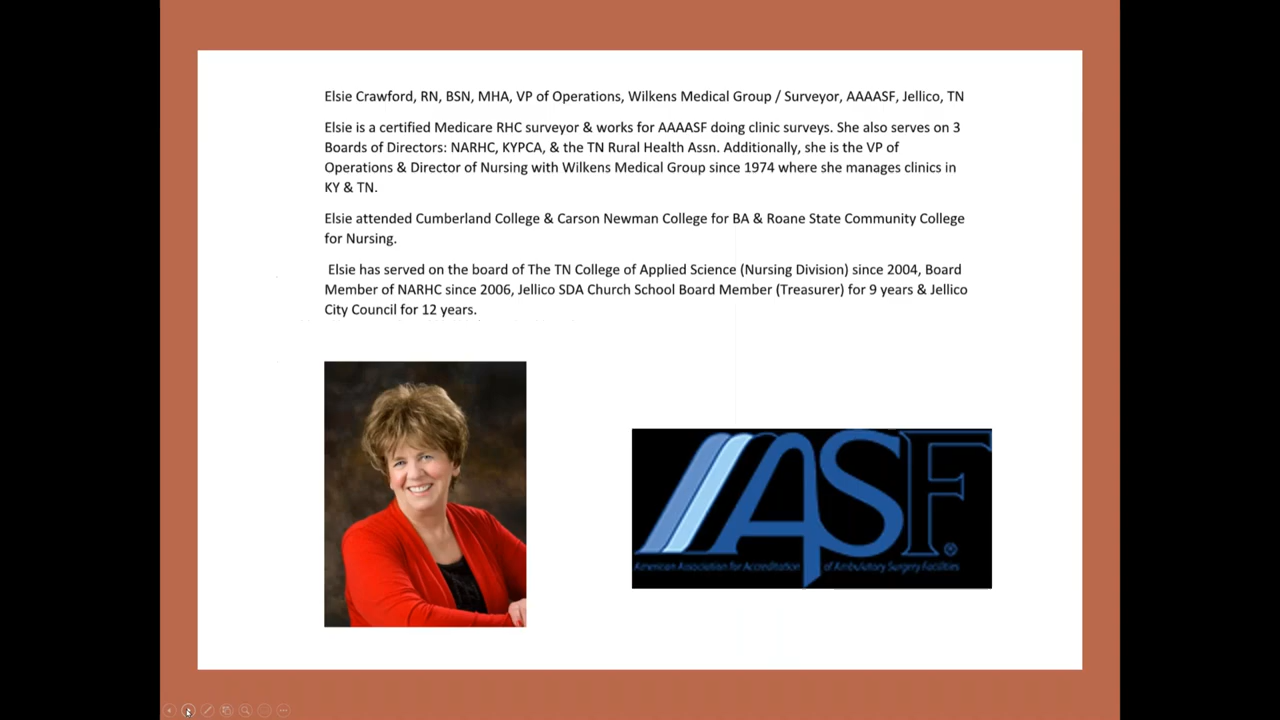 Elsie Crawford, RN, BSN, MHA, VP of Operations, Wilkens Medical Group / Surveyor, AAAASF, Jellico, TN
Elsie is a certified Medicare RHC surveyor & works for AAAASF doing clinic surveys. She also serves on 3
Boards of Directors: NARHC, KYPCA, & the TN Rural Health Assn. Additionally, she is the VP of
Operations & Director of Nursing with Wilkens Medical Group since 1974 where she manages clinics in
KY & TN.
Elsie attended Cumberland College & Carson Newman College for BA & Roane State Community College
for Nursing.
Elsie has served on the board of The TN College of Applied Science (Nursing Division) since 2004, Board
Member of NARHC since 2006, Jellico SDA Church School Board Member (Treasurer) for 9 years & Jellico
City Council for 12 years.
ASF®
American Association for Accreditation of Ambulatory Surgery Facilities